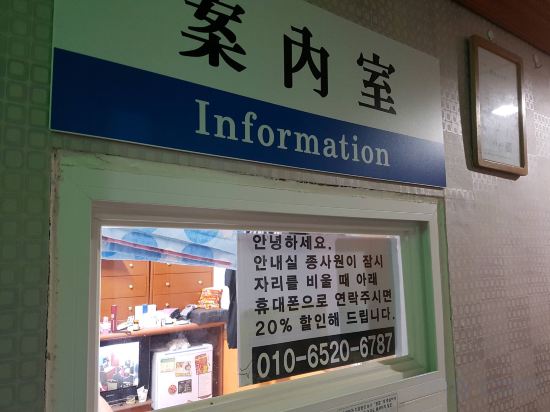 案內室
Information
안녕하세요.
안내실 종사원이 잠시
자리를 비울 때 아래
휴대폰으로 연락주시면
20% 할인해 드립니다.
010-6520-6787